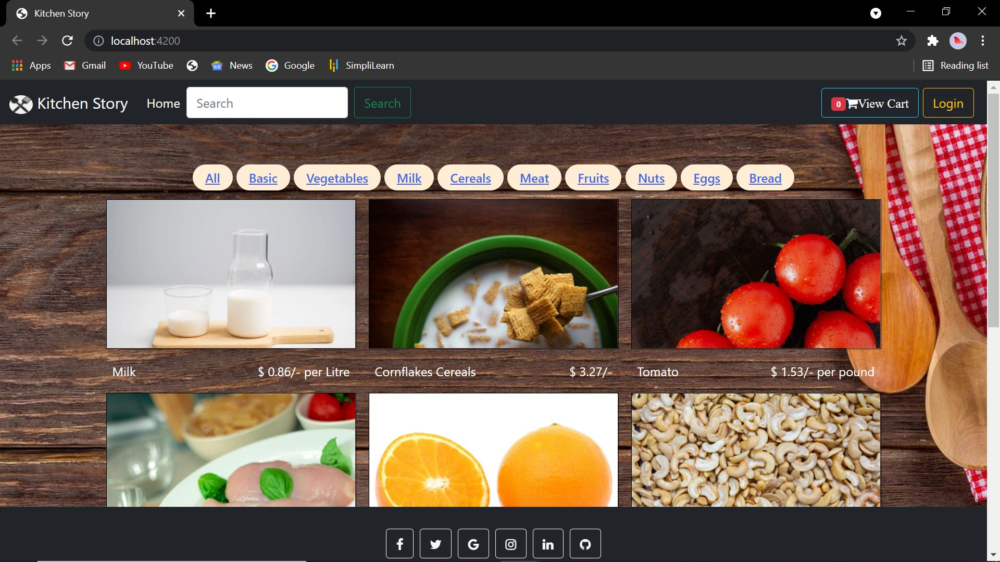 Kitchen Story
localhost:4200
Apps Gmail YouTube News Google SimpliLearn Reading list
Kitchen Story Home Search Search 0 View Cart Login
All Basic Vegetables Milk Cereals Meat Fruits Nuts Eggs Bread
Milk $ 0.86/- per Litre Cornflakes Cereals $ 3.27/- Tomato $ 1.53/- per pound